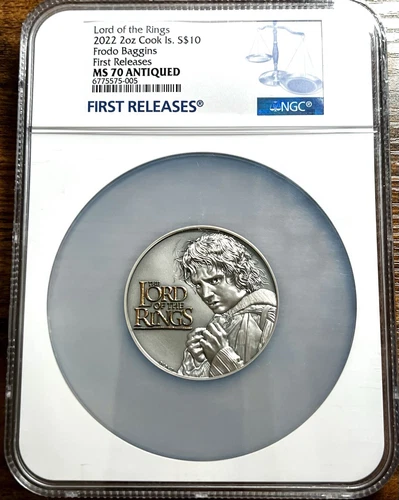 Lord of the Rings
2022 2oz Cook Is. S$10
Frodo Baggins
First Releases
MS 70 ANTIQUED
6775575-005
FIRST RELEASES®
NGC®
THE
LORD
OF THE
RINGS